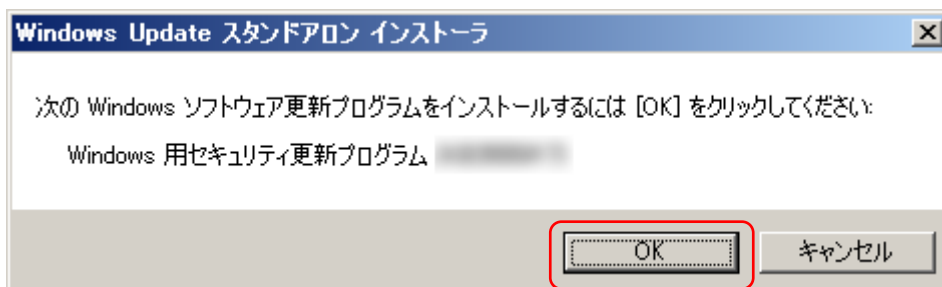 Windows Update スタンドアロン インストーラ
次の Windows ソフトウェア更新プログラムをインストールするには [OK] をクリックしてください:
Windows 用セキュリティ更新プログラム
OK
キャンセル